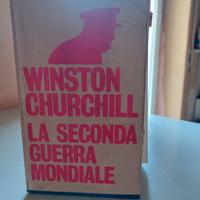 WINSTON
CHURCHILL
LA SECONDA
GUERRA
MONDIALE